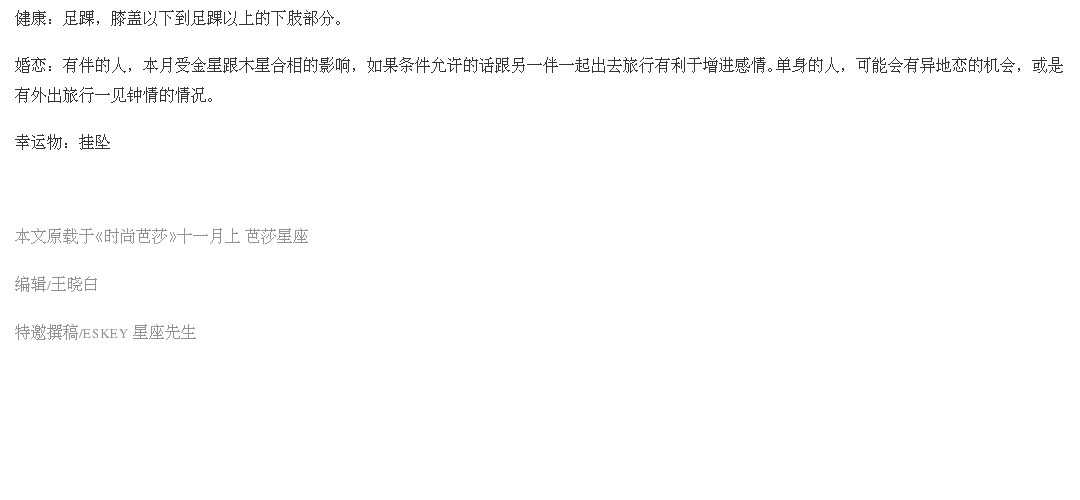 健康：足踝，膝盖以下到足踝以上的下肢部分。
婚恋：有伴的人，本月受金星跟木星合相的影响，如果条件允许的话跟另一伴一起出去旅行有利于增进感情。单身的人，可能会有异地恋的机会，或是
有外出旅行一见钟情的情况。
幸运物：挂坠
本文原载于《时尚芭莎》十一月上 芭莎星座
编辑/王晓白
特邀撰稿/ESKEY 星座先生